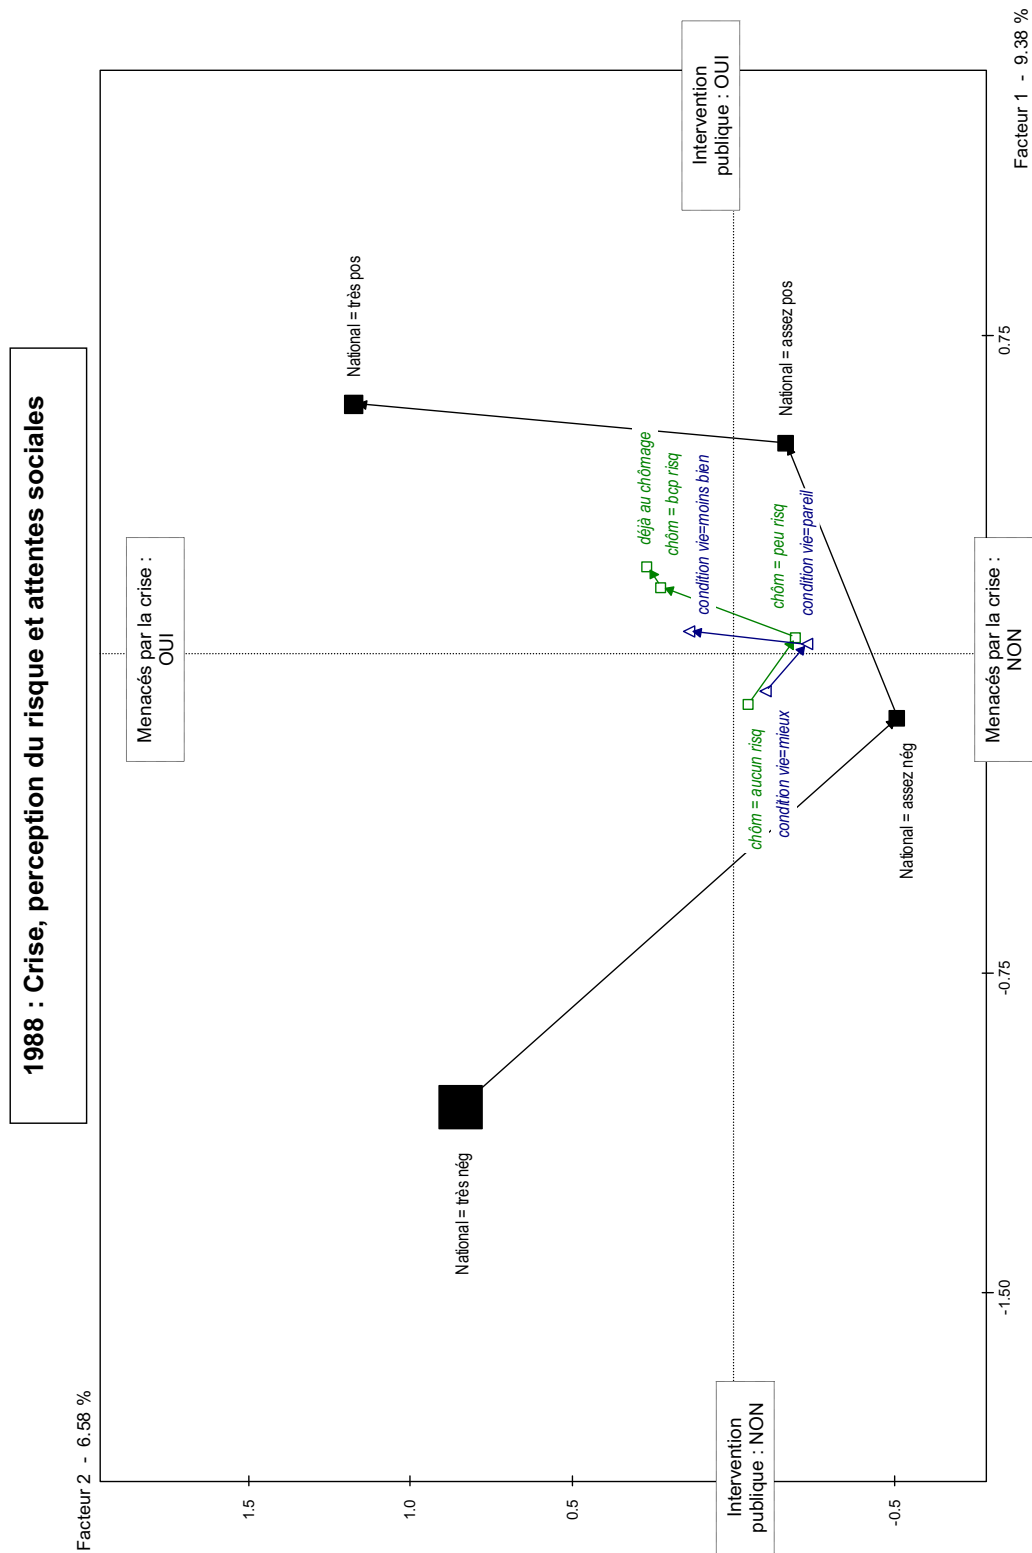 1988 : Crise, perception du risque et attentes sociales
Facteur 2 - 6.58 %
Menacés par la crise :
OUI
1.5
1.0
0.5
-0.5
National = très pos
National = très nég
déjà au chômage
chôm = bcp risq
condition vie=moins bien
Intervention
publique : NON
Intervention
publique : OUI
chôm = aucun risq
condition vie=mieux
chôm = peu risq
condition vie=pareil
National = assez pos
National = assez nég
Menacés par la crise :
NON
-1.50
-0.75
0.75
Facteur 1 - 9.38 %